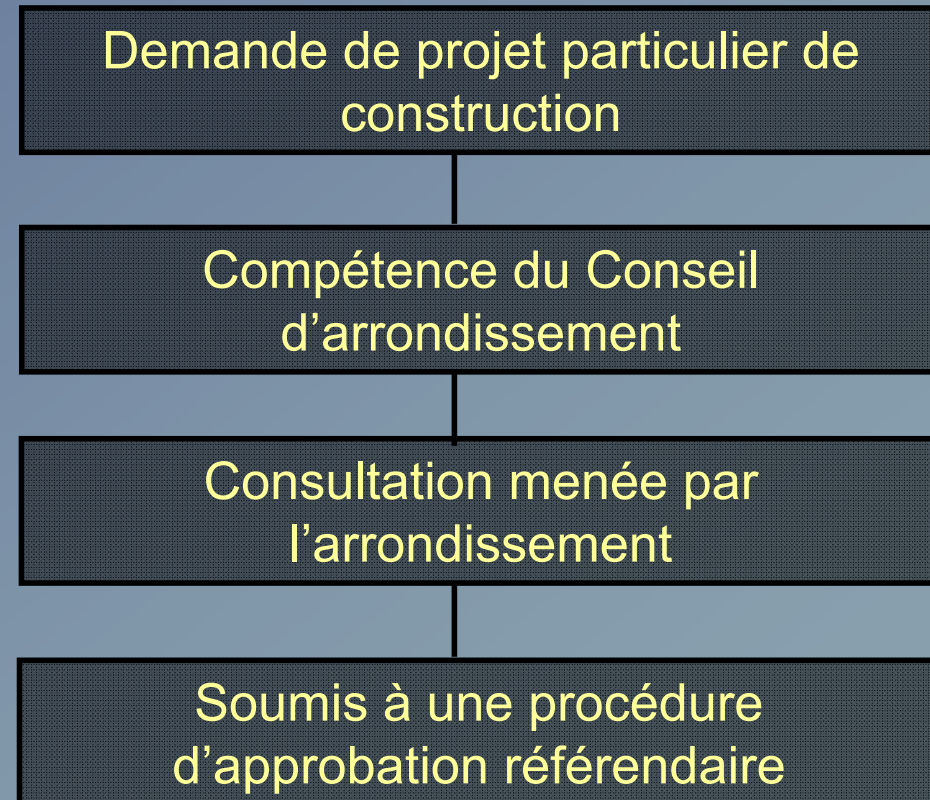 Demande de projet particulier de
construction
Compétence du Conseil
d’arrondissement
Consultation menée par
l’arrondissement
Soumis à une procédure
d’approbation référendaire